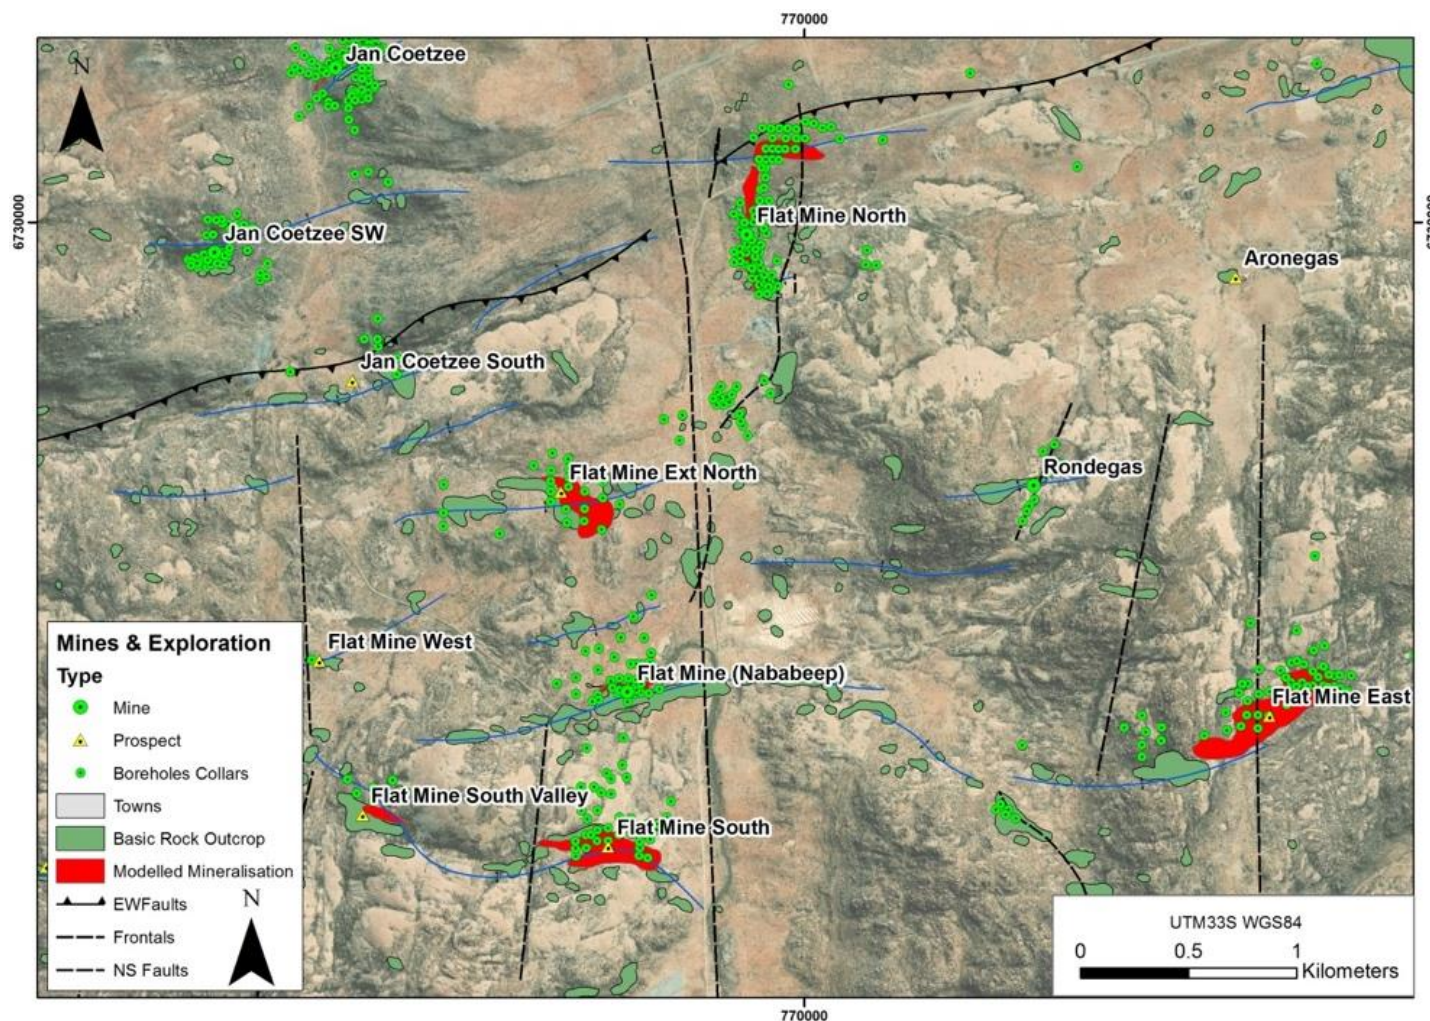 770000
Jan Coetzee
N
6730000
Flat Mine North
Jan Coetzee SW
Aronegas
Jan Coetzee South
Flat Mine Ext North
Rondegas
Flat Mine West
Flat Mine (Nababeep)
Flat Mine East
Flat Mine South Valley
Flat Mine South
Mines & Exploration
Type
Mine
Prospect
Boreholes Collars
Towns
Basic Rock Outcrop
Modelled Mineralisation
EWFaults
Frontals
NS Faults
N
UTM33S WGS84
0 0.5 1
Kilometers
770000